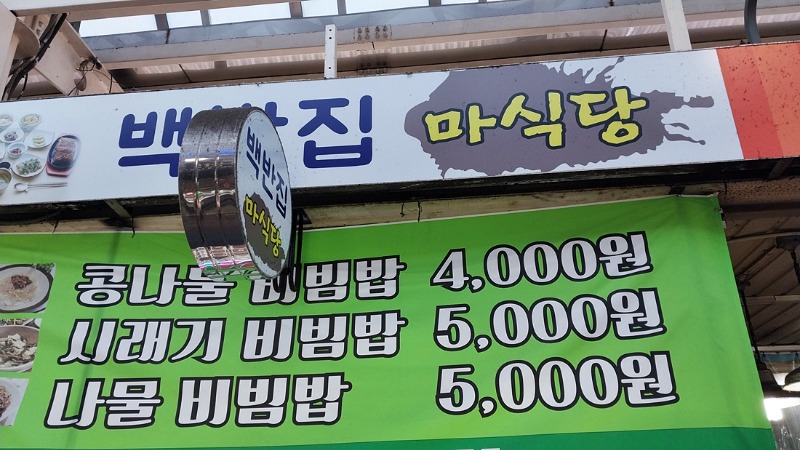 백반집 마식당
백반집
마식당
콩나물 비빔밥 4,000원
시래기 비빔밥 5,000원
나물 비빔밥 5,000원